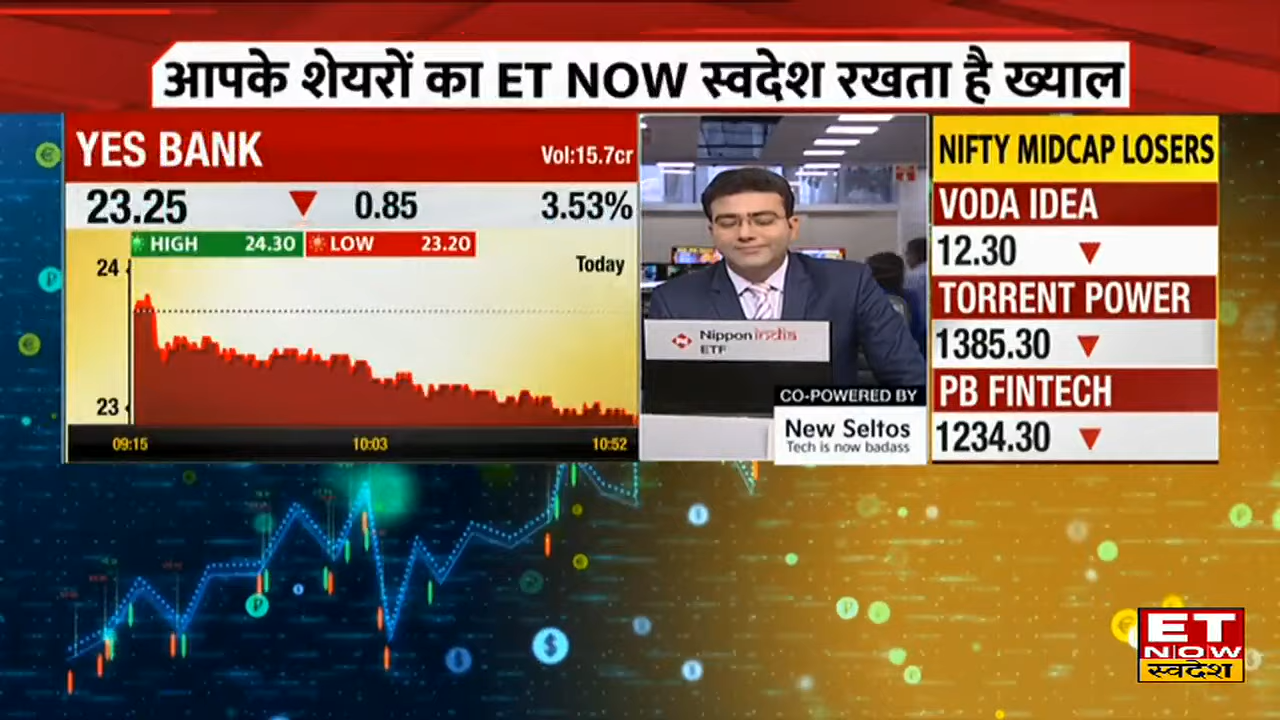 आपके शेयरों का ET NOW स्वदेश रखता है ख्याल
YES BANK
Vol:15.7cr
23.25 ▼ 0.85 3.53%
HIGH 24.30 LOW 23.20
Today
24
23
09:15 10:03 10:52
Nippon india
ETF
CO-POWERED BY
New Seltos
Tech is now badass
NIFTY MIDCAP LOSERS
VODA IDEA
12.30 ▼
TORRENT POWER
1385.30 ▼
PB FINTECH
1234.30 ▼
ET
NOW
स्वदेश